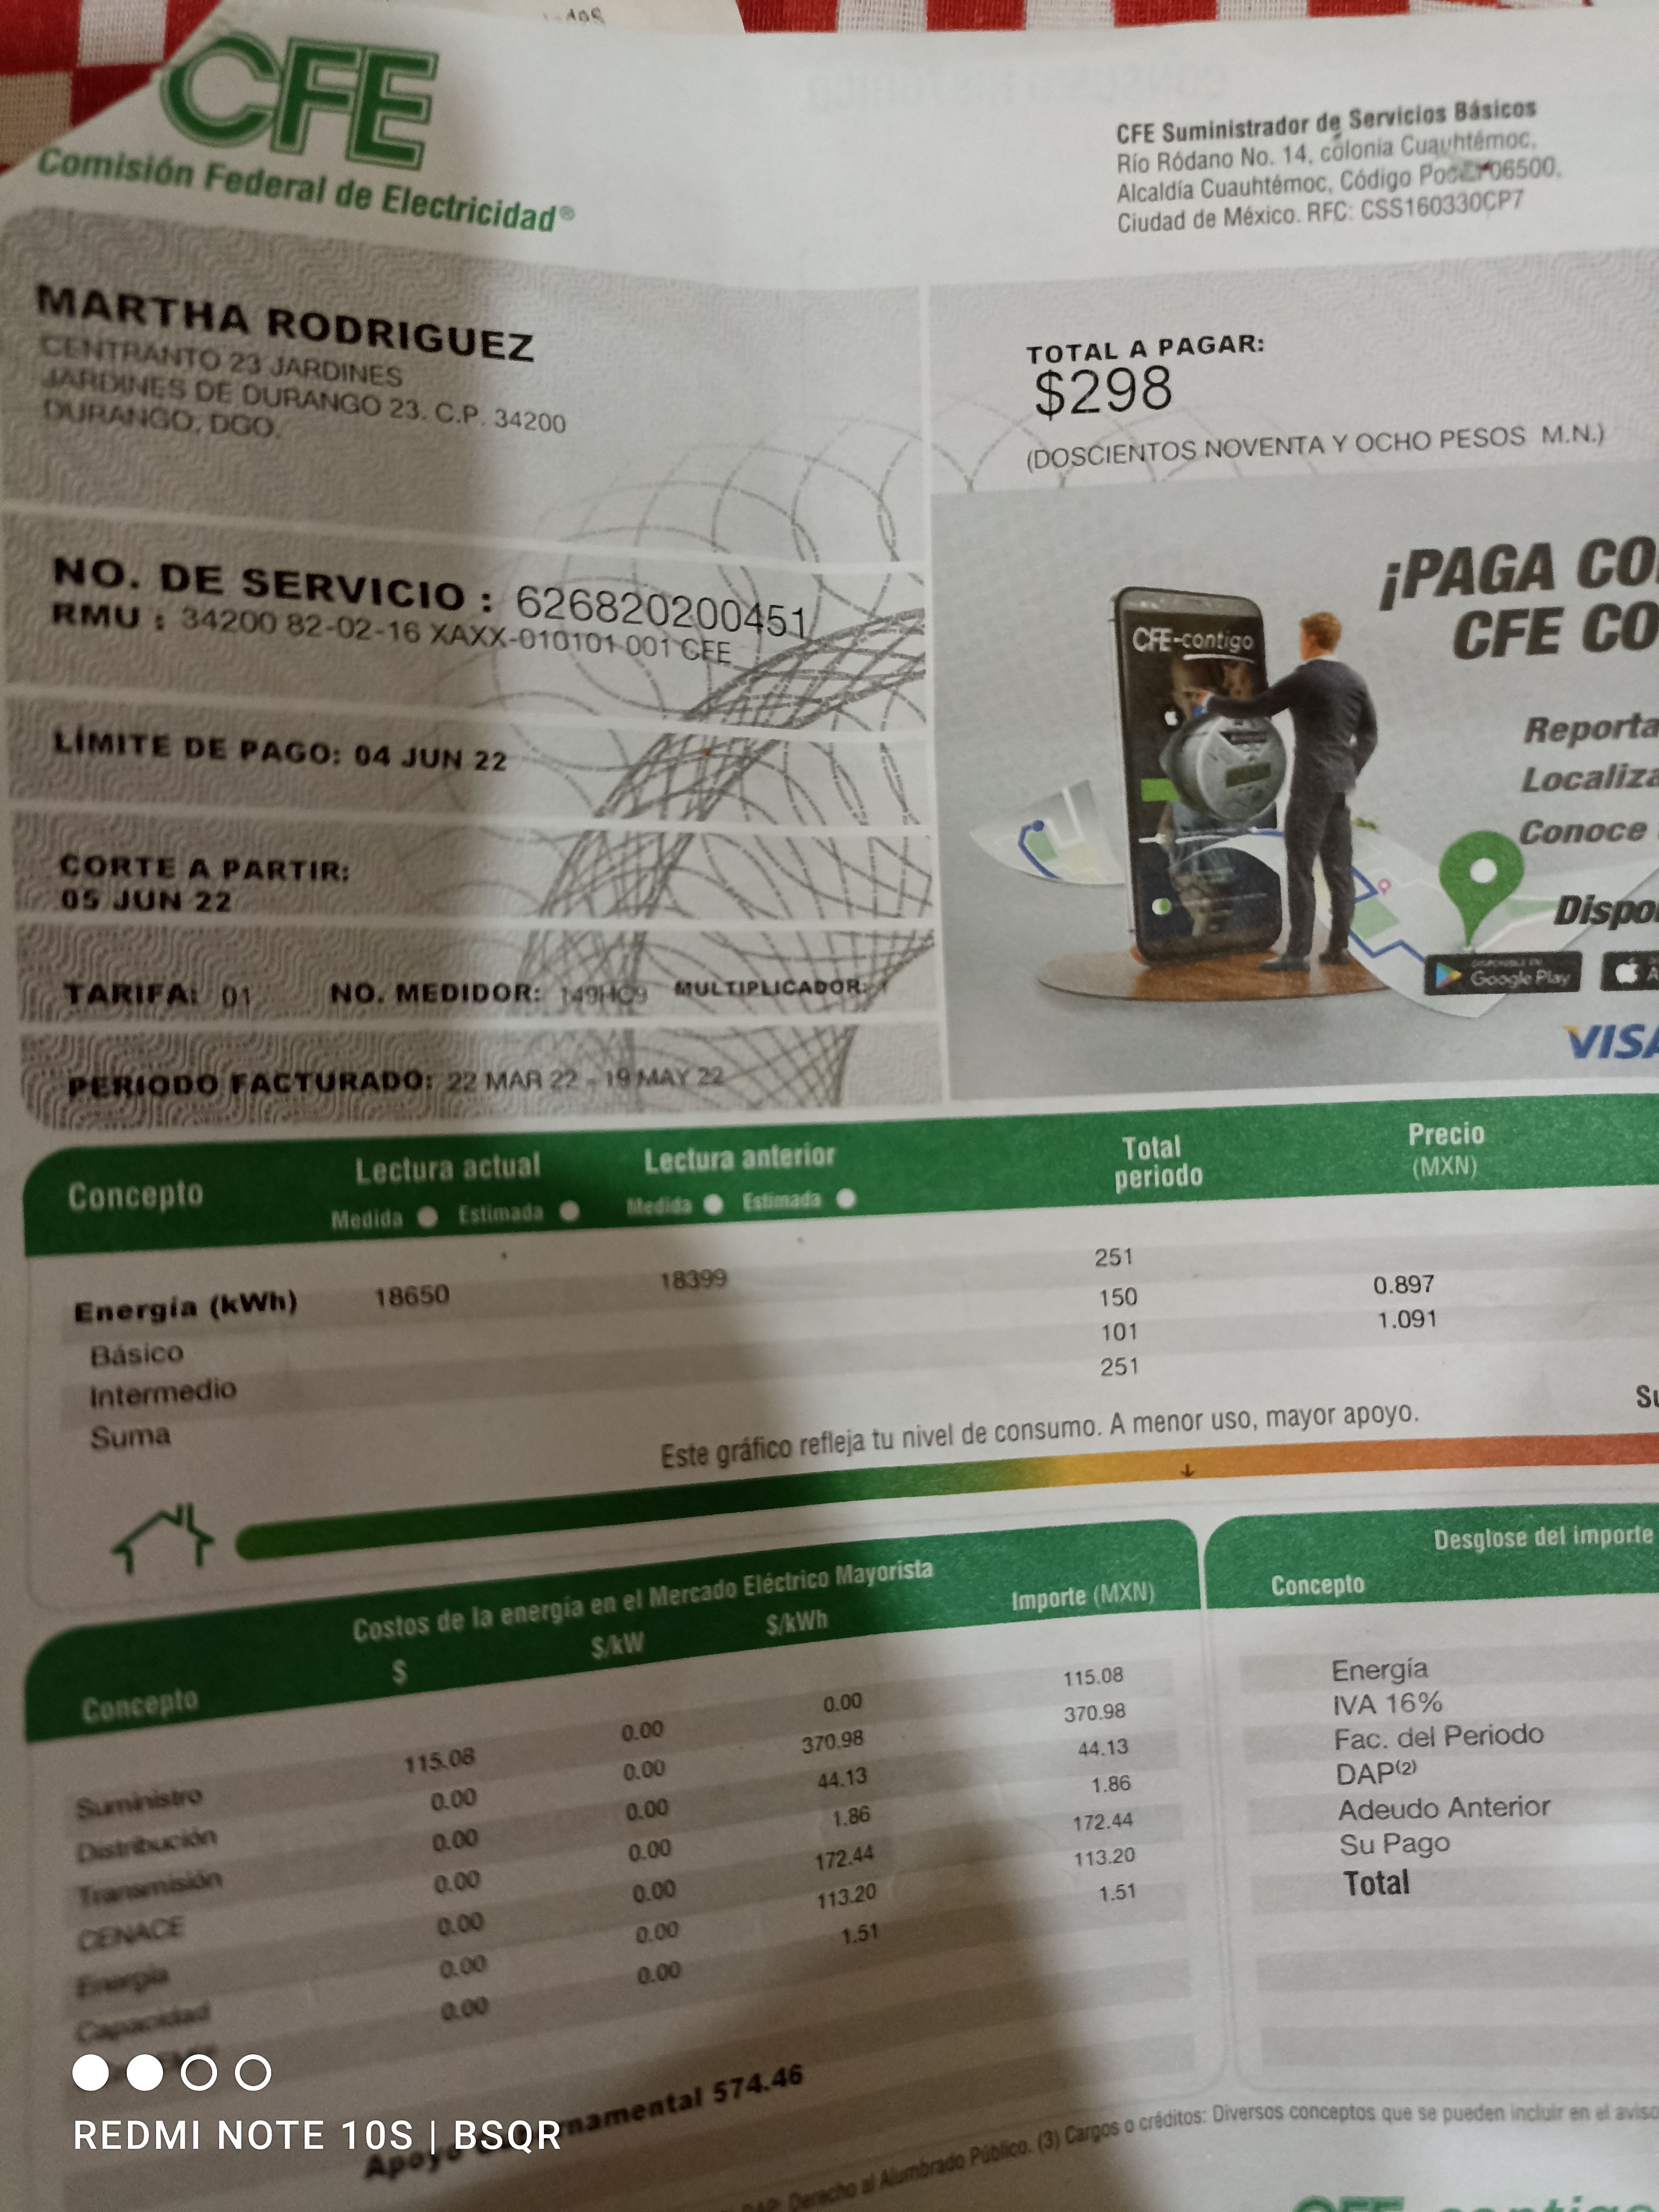 CFE
Comisión Federal de Electricidad®
CFE Suministrador de Servicios Básicos
Río Ródano No. 14, colonia Cuauhtémoc,
Alcaldía Cuauhtémoc, Código 06500,
Ciudad de México. RFC: CSS160330CP7
MARTHA RODRIGUEZ
CENTRANTO 23 JARDINES
JARDINES DE DURANGO 23. C.P. 34200
DURANGO, DGO.
TOTAL A PAGAR:
$298
(DOSCIENTOS NOVENTA Y OCHO PESOS M.N.)
NO. DE SERVICIO : 626820200451
RMU : 34200 82-02-16 XAXX-010101 001 CFE
LÍMITE DE PAGO: 04 JUN 22
CORTE A PARTIR:
05 JUN 22
TARIFA: 01 NO. MEDIDOR: 149HC9 MULTIPLICADOR: 1
PERIODO FACTURADO: 22 MAR 22 - 19 MAY 22
¡PAGA CO
CFE CO
CFE-contigo
Reporta
Localiza
Conoce
Dispo
DISPONIBLE EN
Google Play
A
VISA
Concepto Lectura actual Lectura anterior Total periodo Precio (MXN)
Medida Estimada Medida Estimada
Energía (kWh) 18650 18399 251
Básico 150 0.897
Intermedio 101 1.091
Suma 251
Su
Este gráfico refleja tu nivel de consumo. A menor uso, mayor apoyo.
Costos de la energía en el Mercado Eléctrico Mayorista
Concepto $ $/kW $/kWh Importe (MXN)
Suministro 115.08 0.00 0.00 115.08
Distribución 0.00 0.00 370.98 370.98
Transmisión 0.00 0.00 44.13 44.13
CENACE 0.00 0.00 1.86 1.86
Energía 0.00 0.00 172.44 172.44
Capacidad 0.00 0.00 113.20 113.20
0.00 0.00 1.51 1.51
Desglose del importe
Concepto
Energía
IVA 16%
Fac. del Periodo
DAP(2)
Adeudo Anterior
Su Pago
Total
Apoyo Gubernamental 574.46
DAP: Derecho al Alumbrado Público. (3) Cargos o créditos: Diversos conceptos que se pueden incluir en el aviso
REDMI NOTE 10S | BSQR
CFE contigo